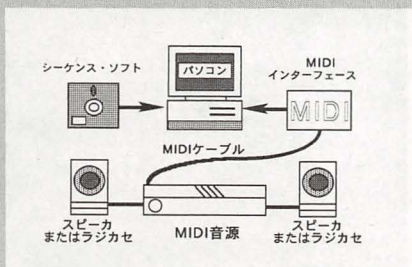 シーケンス・ソフト
パソコン
MIDI
インターフェース
MIDI
MIDIケーブル
スピーカ
またはラジカセ
MIDI音源
スピーカ
またはラジカセ